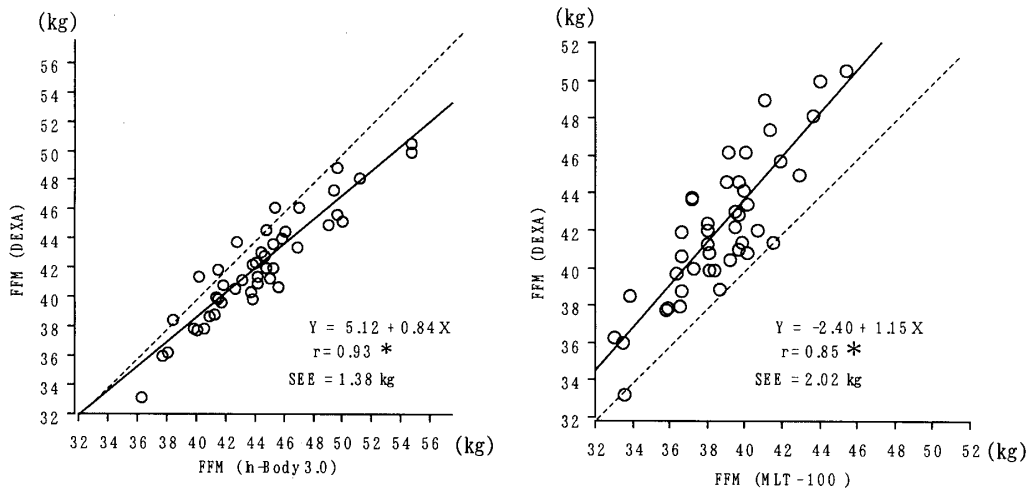 (kg)
56
54
52
50
48
46
44
42
40
38
36
34
32
FFM (DEXA)
Y = 5.12 + 0.84 X
r = 0.93 *
SEE = 1.38 kg
32 34 36 38 40 42 44 46 48 50 52 54 56 (kg)
FFM (In-Body3.0)
(kg)
52
50
48
46
44
42
40
38
36
34
32
FFM (DEXA)
Y = -2.40 + 1.15 X
r = 0.85 *
SEE = 2.02 kg
32 34 36 38 40 42 44 46 48 50 52 (kg)
FFM (MLT-100)